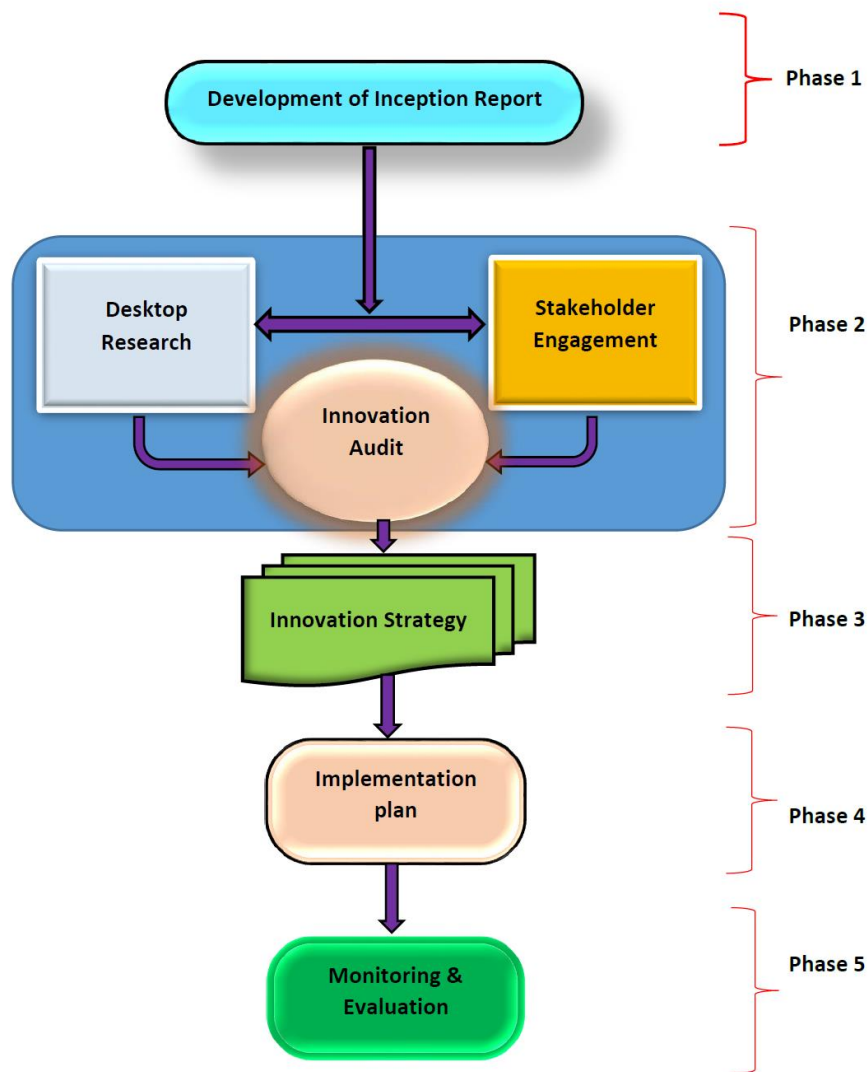 Phase 1
Development of Inception Report
Desktop
Research
Stakeholder
Engagement
Phase 2
Innovation
Audit
Innovation Strategy
Phase 3
Implementation
plan
Phase 4
Monitoring &
Evaluation
Phase 5